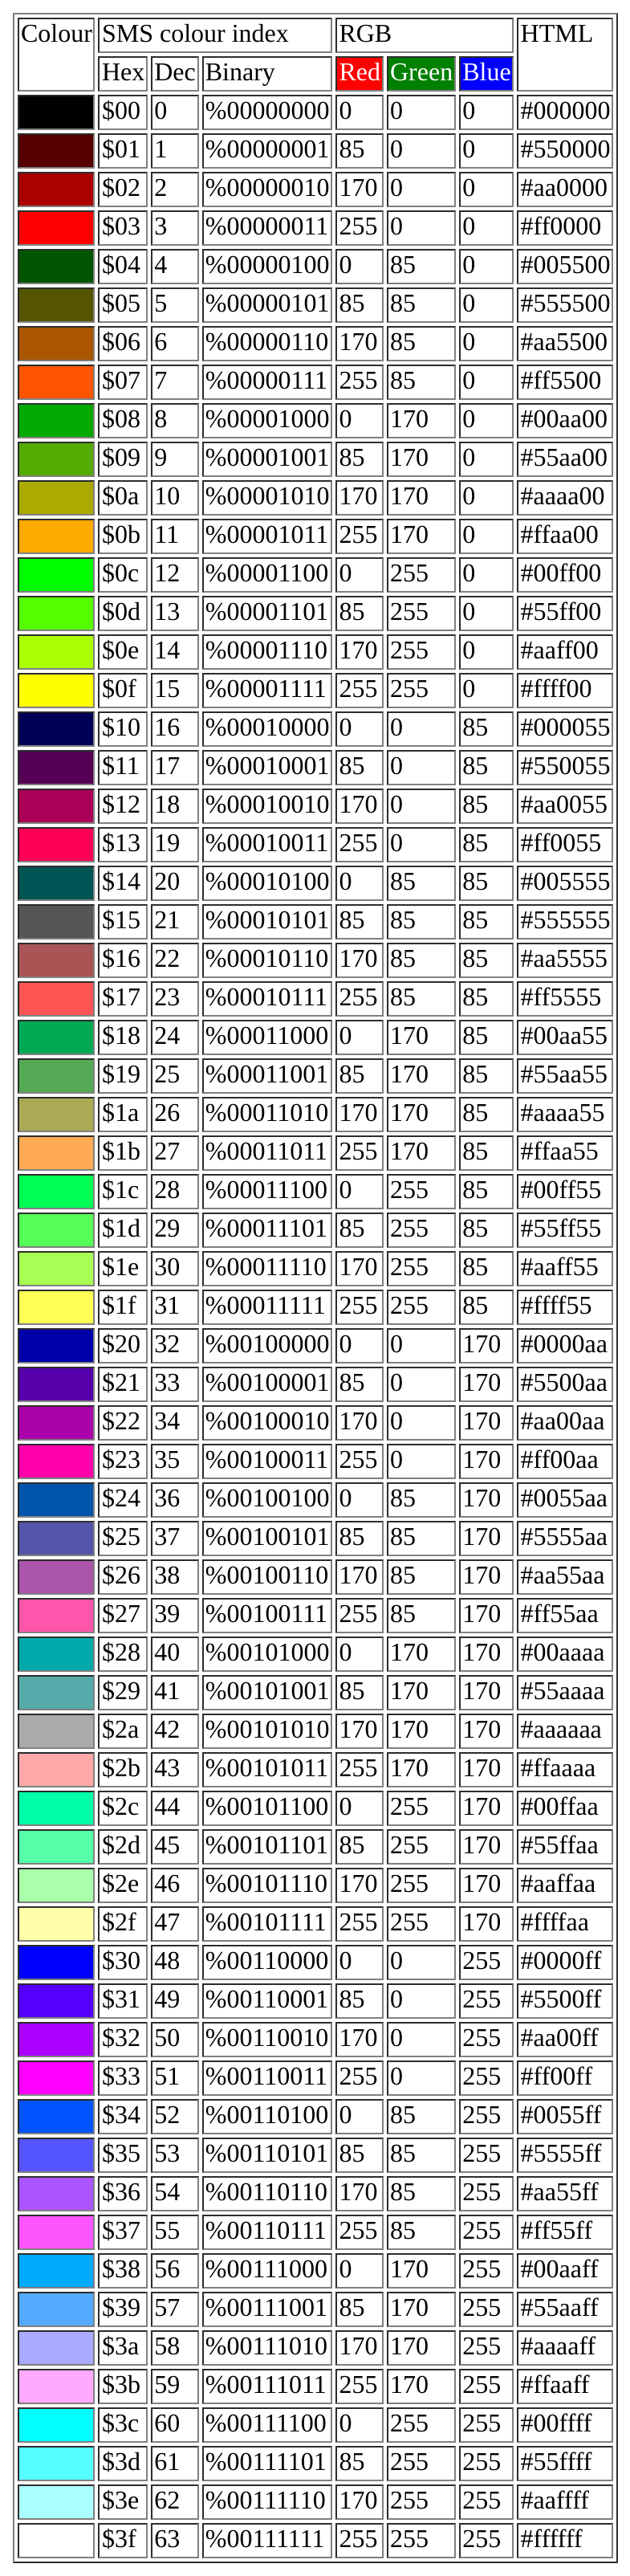 Colour SMS colour index RGB HTML
Hex Dec Binary Red Green Blue
$00 0 %00000000 0 0 0 #000000
$01 1 %00000001 85 0 0 #550000
$02 2 %00000010 170 0 0 #aa0000
$03 3 %00000011 255 0 0 #ff0000
$04 4 %00000100 0 85 0 #005500
$05 5 %00000101 85 85 0 #555500
$06 6 %00000110 170 85 0 #aa5500
$07 7 %00000111 255 85 0 #ff5500
$08 8 %00001000 0 170 0 #00aa00
$09 9 %00001001 85 170 0 #55aa00
$0a 10 %00001010 170 170 0 #aaaa00
$0b 11 %00001011 255 170 0 #ffaa00
$0c 12 %00001100 0 255 0 #00ff00
$0d 13 %00001101 85 255 0 #55ff00
$0e 14 %00001110 170 255 0 #aaff00
$0f 15 %00001111 255 255 0 #ffff00
$10 16 %00010000 0 0 85 #000055
$11 17 %00010001 85 0 85 #550055
$12 18 %00010010 170 0 85 #aa0055
$13 19 %00010011 255 0 85 #ff0055
$14 20 %00010100 0 85 85 #005555
$15 21 %00010101 85 85 85 #555555
$16 22 %00010110 170 85 85 #aa5555
$17 23 %00010111 255 85 85 #ff5555
$18 24 %00011000 0 170 85 #00aa55
$19 25 %00011001 85 170 85 #55aa55
$1a 26 %00011010 170 170 85 #aaaa55
$1b 27 %00011011 255 170 85 #ffaa55
$1c 28 %00011100 0 255 85 #00ff55
$1d 29 %00011101 85 255 85 #55ff55
$1e 30 %00011110 170 255 85 #aaff55
$1f 31 %00011111 255 255 85 #ffff55
$20 32 %00100000 0 0 170 #0000aa
$21 33 %00100001 85 0 170 #5500aa
$22 34 %00100010 170 0 170 #aa00aa
$23 35 %00100011 255 0 170 #ff00aa
$24 36 %00100100 0 85 170 #0055aa
$25 37 %00100101 85 85 170 #5555aa
$26 38 %00100110 170 85 170 #aa55aa
$27 39 %00100111 255 85 170 #ff55aa
$28 40 %00101000 0 170 170 #00aaaa
$29 41 %00101001 85 170 170 #55aaaa
$2a 42 %00101010 170 170 170 #aaaaaa
$2b 43 %00101011 255 170 170 #ffaaaa
$2c 44 %00101100 0 255 170 #00ffaa
$2d 45 %00101101 85 255 170 #55ffaa
$2e 46 %00101110 170 255 170 #aaffaa
$2f 47 %00101111 255 255 170 #ffffaa
$30 48 %00110000 0 0 255 #0000ff
$31 49 %00110001 85 0 255 #5500ff
$32 50 %00110010 170 0 255 #aa00ff
$33 51 %00110011 255 0 255 #ff00ff
$34 52 %00110100 0 85 255 #0055ff
$35 53 %00110101 85 85 255 #5555ff
$36 54 %00110110 170 85 255 #aa55ff
$37 55 %00110111 255 85 255 #ff55ff
$38 56 %00111000 0 170 255 #00aaff
$39 57 %00111001 85 170 255 #55aaff
$3a 58 %00111010 170 170 255 #aaaaff
$3b 59 %00111011 255 170 255 #ffaaff
$3c 60 %00111100 0 255 255 #00ffff
$3d 61 %00111101 85 255 255 #55ffff
$3e 62 %00111110 170 255 255 #aaffff
$3f 63 %00111111 255 255 255 #ffffff